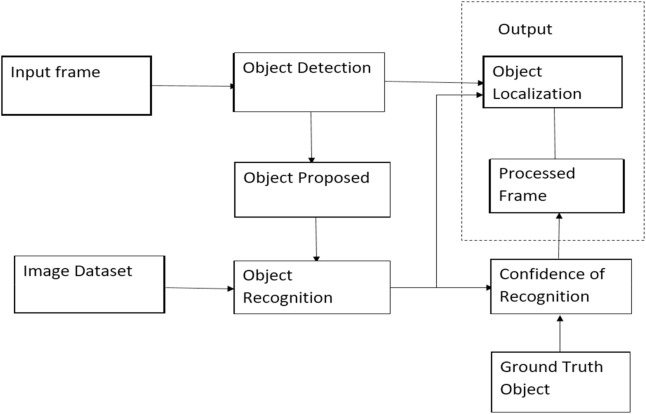 Output
Input frame
Object Detection
Object
Localization
Object Proposed
Processed
Frame
Image Dataset
Object
Recognition
Confidence of
Recognition
Ground Truth
Object